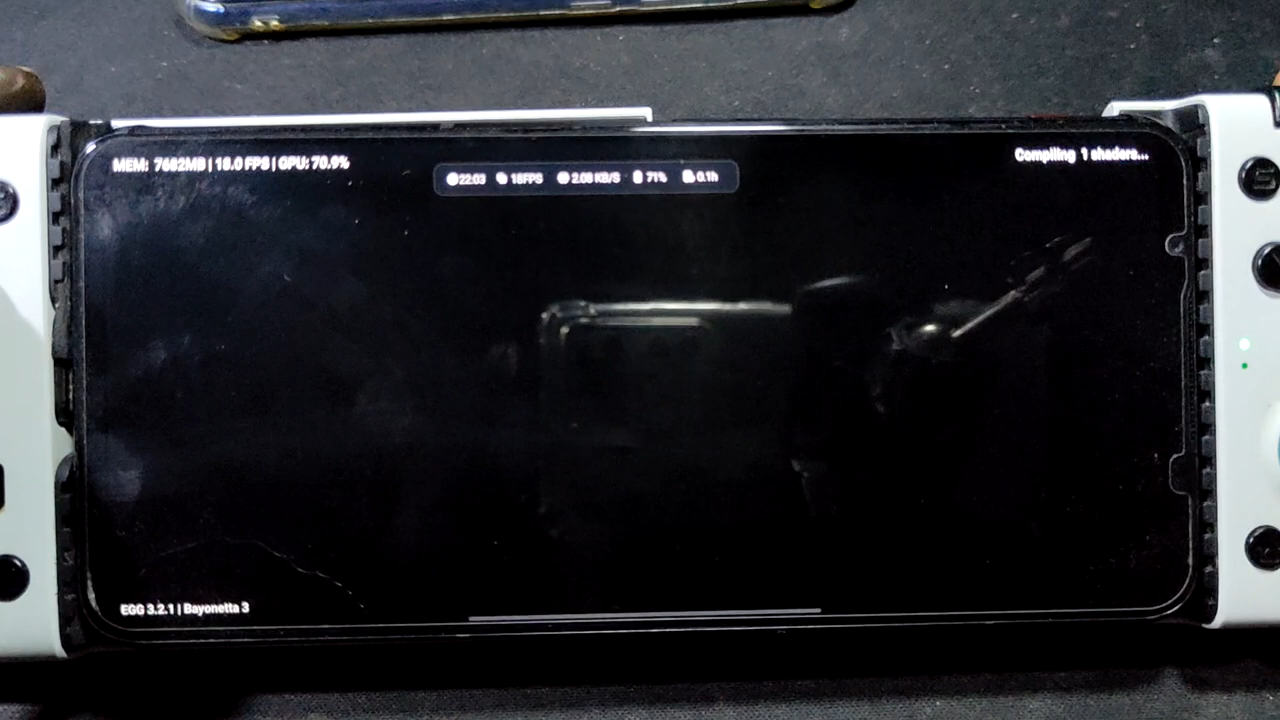 MEM: 7682MB | 18.0 FPS | GPU: 70.9%
Compiling 1 shaders...
22:03 18FPS 2.08 KB/S 71% 0.1h
EGG 3.2.1 | Bayonetta 3